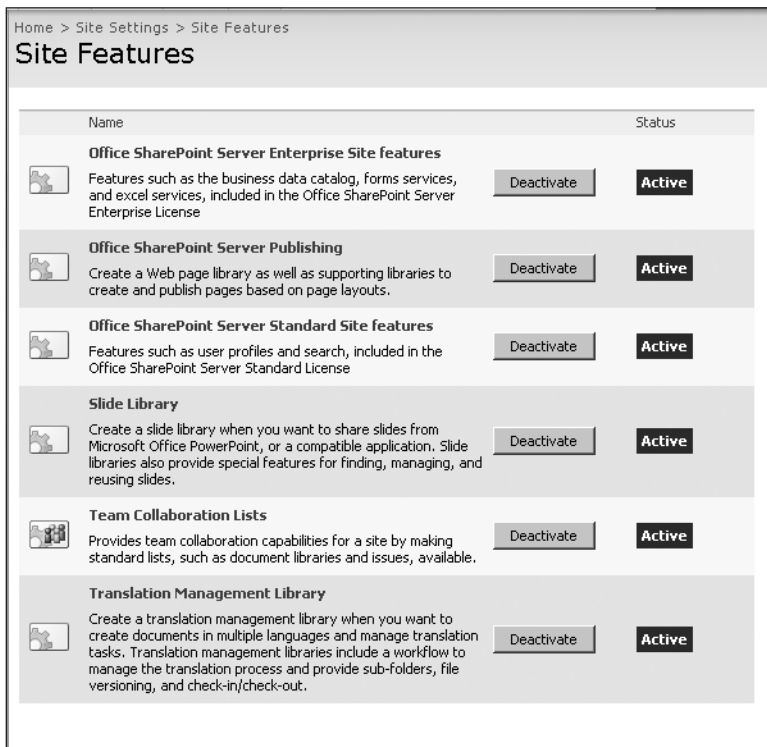 Home > Site Settings > Site Features
Site Features
Name Status
Office SharePoint Server Enterprise Site features
Features such as the business data catalog, forms services,
and excel services, included in the Office SharePoint Server
Enterprise License
Deactivate Active
Office SharePoint Server Publishing
Create a Web page library as well as supporting libraries to
create and publish pages based on page layouts.
Deactivate Active
Office SharePoint Server Standard Site features
Features such as user profiles and search, included in the
Office SharePoint Server Standard License
Deactivate Active
Slide Library
Create a slide library when you want to share slides from
Microsoft Office PowerPoint, or a compatible application. Slide
libraries also provide special features for finding, managing, and
reusing slides.
Deactivate Active
Team Collaboration Lists
Provides team collaboration capabilities for a site by making
standard lists, such as document libraries and issues, available.
Deactivate Active
Translation Management Library
Create a translation management library when you want to
create documents in multiple languages and manage translation
tasks. Translation management libraries include a workflow to
manage the translation process and provide sub-folders, file
versioning, and check-in/check-out.
Deactivate Active